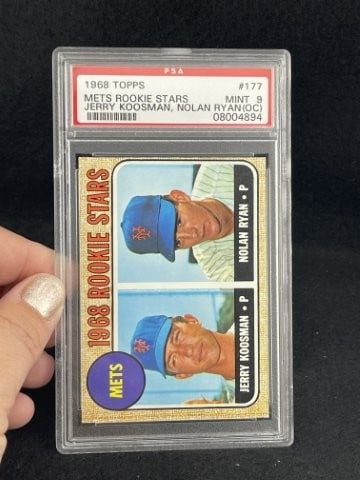 PSA
1968 TOPPS #177
METS ROOKIE STARS MINT 9
JERRY KOOSMAN, NOLAN RYAN(OC)
08004894
1968 ROOKIE STARS
METS
JERRY KOOSMAN • P
NOLAN RYAN • P